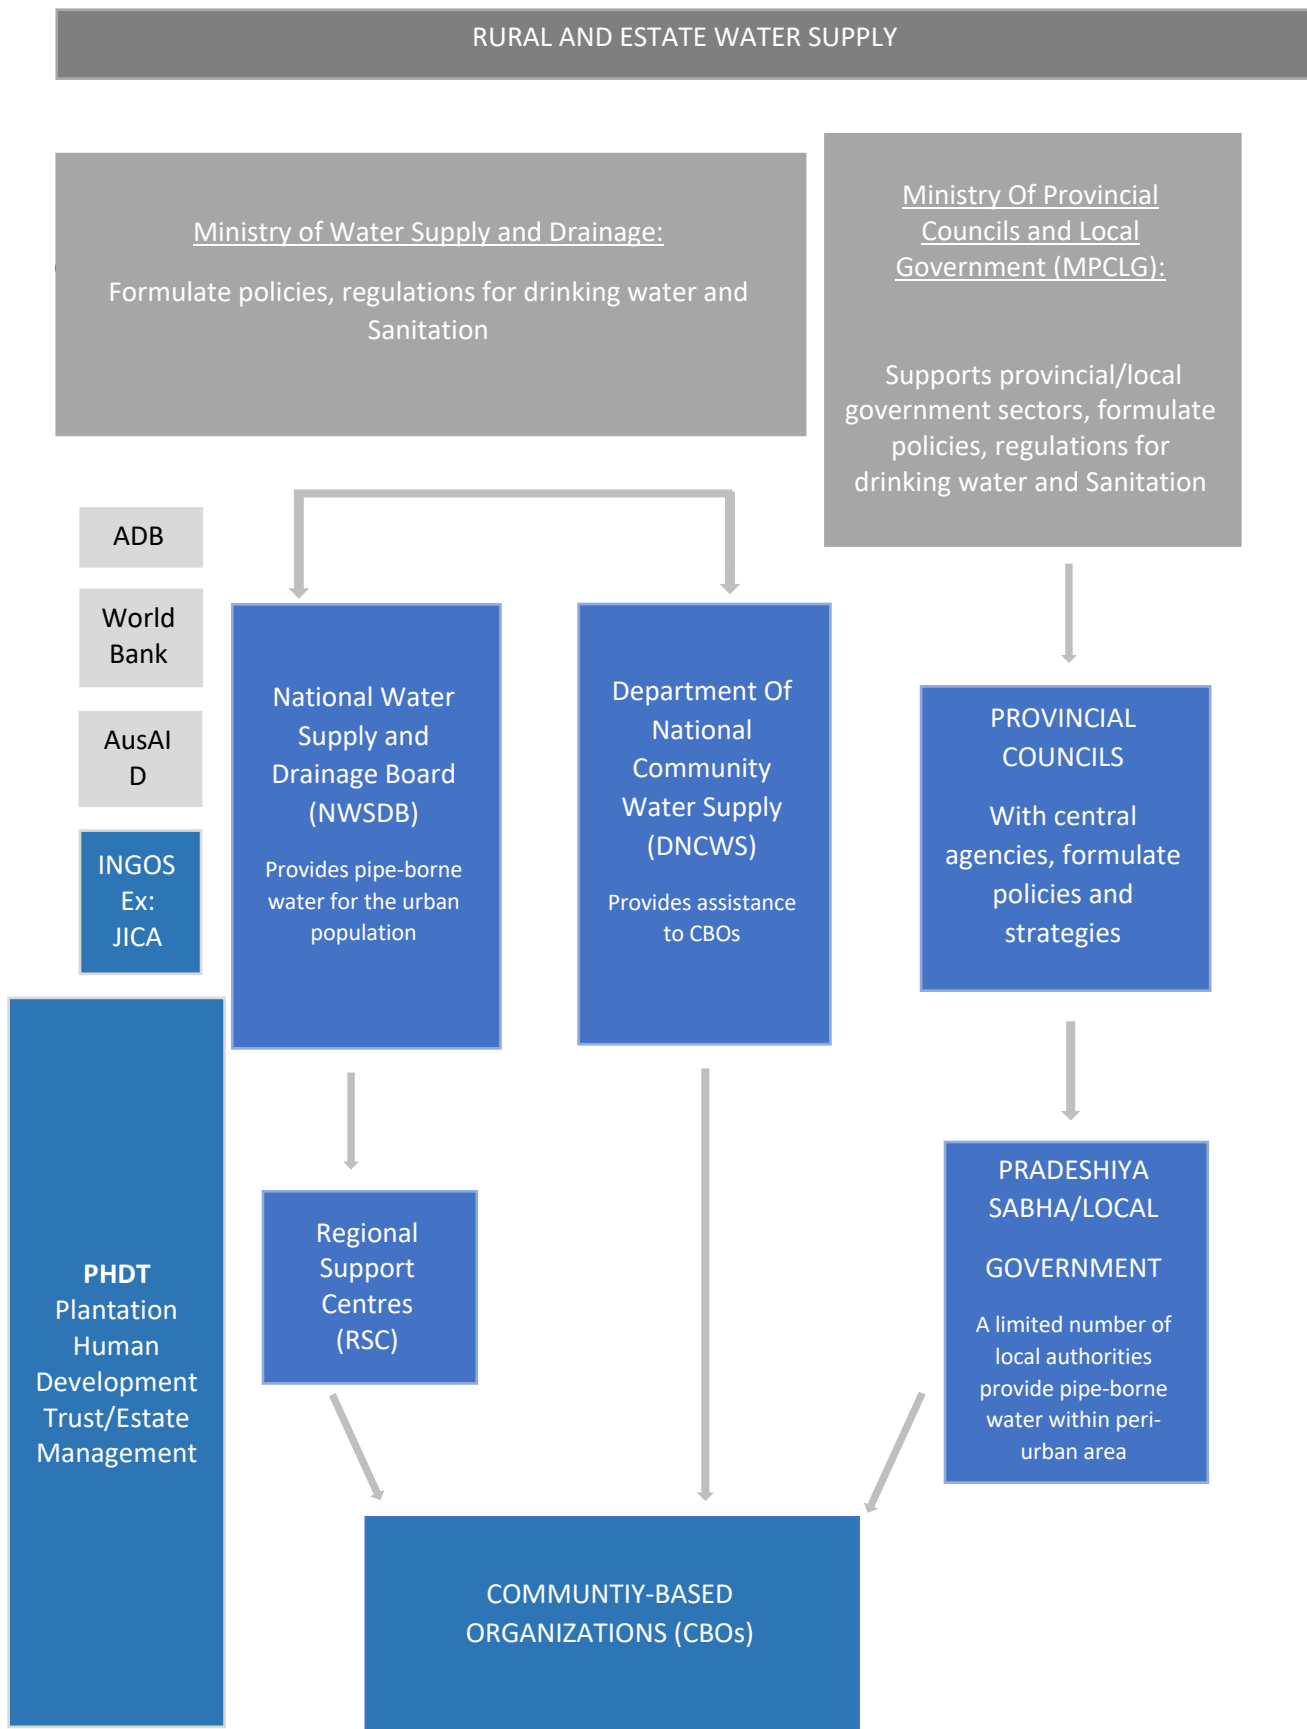 RURAL AND ESTATE WATER SUPPLY
Ministry of Water Supply and Drainage:
Formulate policies, regulations for drinking water and
Sanitation
Ministry Of Provincial
Councils and Local
Government (MPCLG):
Supports provincial/local
government sectors, formulate
policies, regulations for
drinking water and Sanitation
ADB
World
Bank
AusAI
D
INGOS
Ex:
JICA
National Water
Supply and
Drainage Board
(NWSDB)
Provides pipe-borne
water for the urban
population
Department Of
National
Community
Water Supply
(DNCWS)
Provides assistance
to CBOs
PROVINCIAL
COUNCILS
With central
agencies, formulate
policies and
strategies
PHDT
Plantation
Human
Development
Trust/Estate
Management
Regional
Support
Centres
(RSC)
PRADESHIYA
SABHA/LOCAL
GOVERNMENT
A limited number of
local authorities
provide pipe-borne
water within peri-
urban area
COMMUNTIY-BASED
ORGANIZATIONS (CBOs)